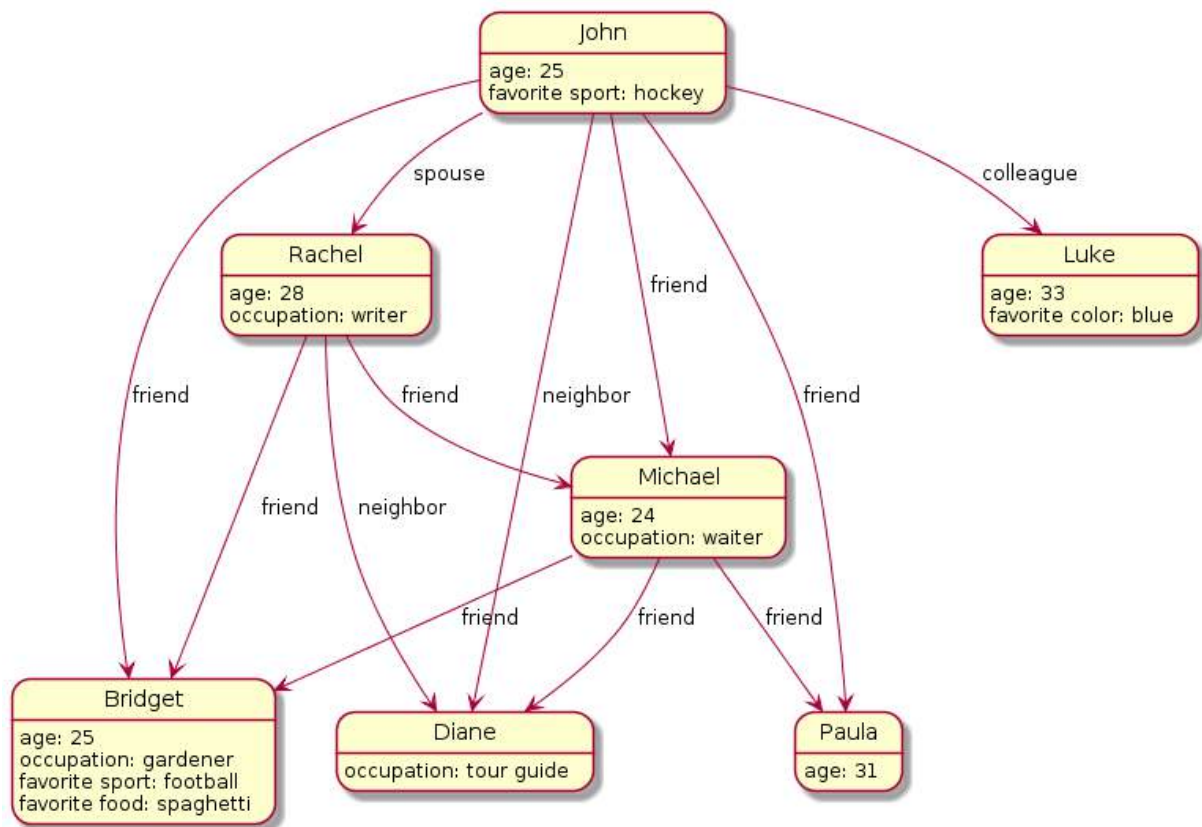 John
age: 25
favorite sport: hockey
spouse
colleague
Rachel
age: 28
occupation: writer
friend
Luke
age: 33
favorite color: blue
friend
friend
neighbor
friend
Michael
age: 24
occupation: waiter
friend
neighbor
friend
friend
friend
Bridget
age: 25
occupation: gardener
favorite sport: football
favorite food: spaghetti
Diane
occupation: tour guide
Paula
age: 31